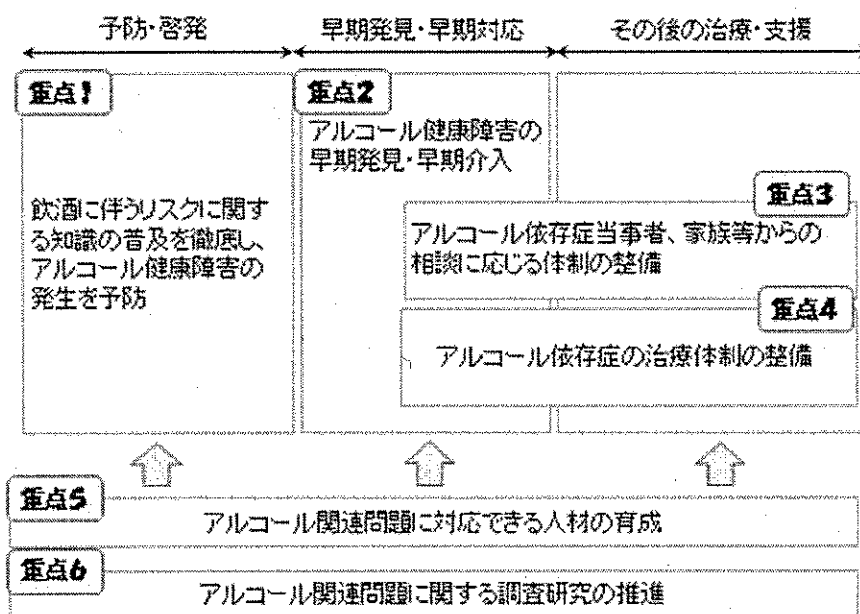 予防・啓発
早期発見・早期対応
その後の治療・支援
重点1
飲酒に伴うリスクに関す
る知識の普及を徹底し、
アルコール健康障害の
発生を予防
重点2
アルコール健康障害の
早期発見・早期介入
重点3
アルコール依存症当事者、家族等からの
相談に応じる体制の整備
重点4
アルコール依存症の治療体制の整備
重点5
アルコール関連問題に対応できる人材の育成
重点6
アルコール関連問題に関する調査研究の推進